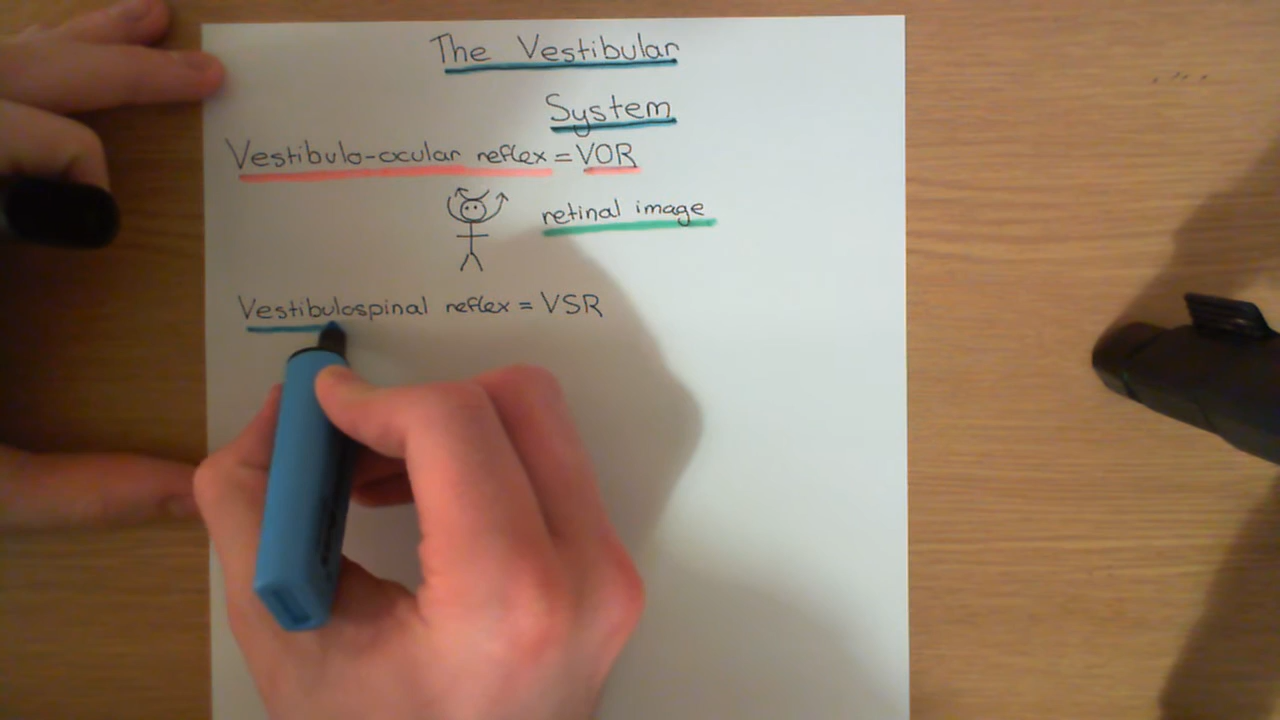 The Vestibular
System
Vestibulo-ocular reflex = VOR
retinal image
Vestibulospinal reflex = VSR